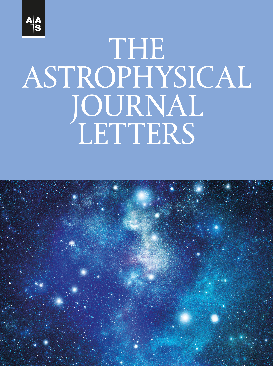 AAS
THE
ASTROPHYSICAL
JOURNAL
LETTERS